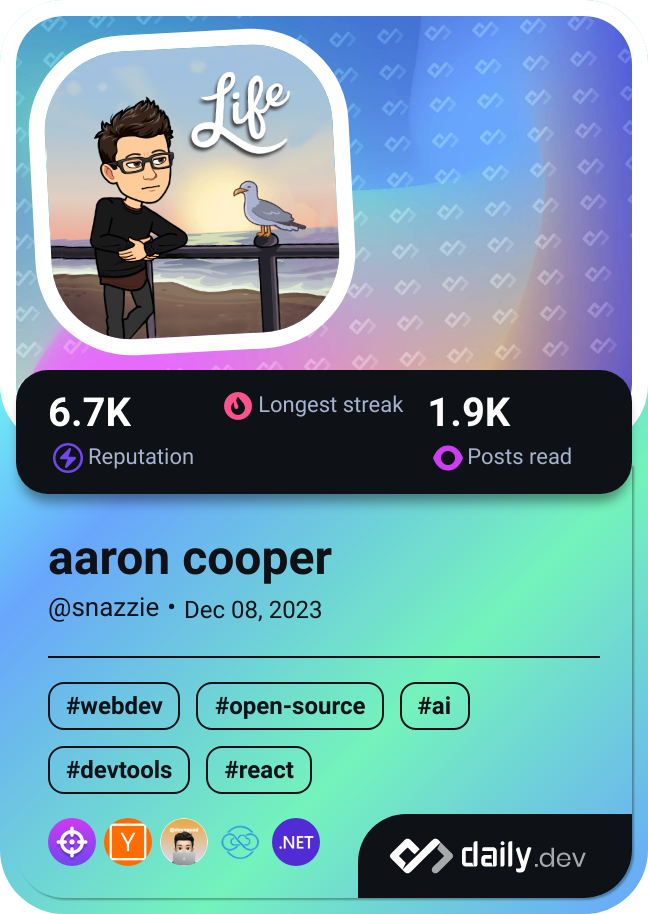 Life
6.7K
Reputation
Longest streak
1.9K
Posts read
aaron cooper
@snazzie • Dec 08, 2023
#webdev #open-source #ai
#devtools #react
Y
.NET
daily.dev